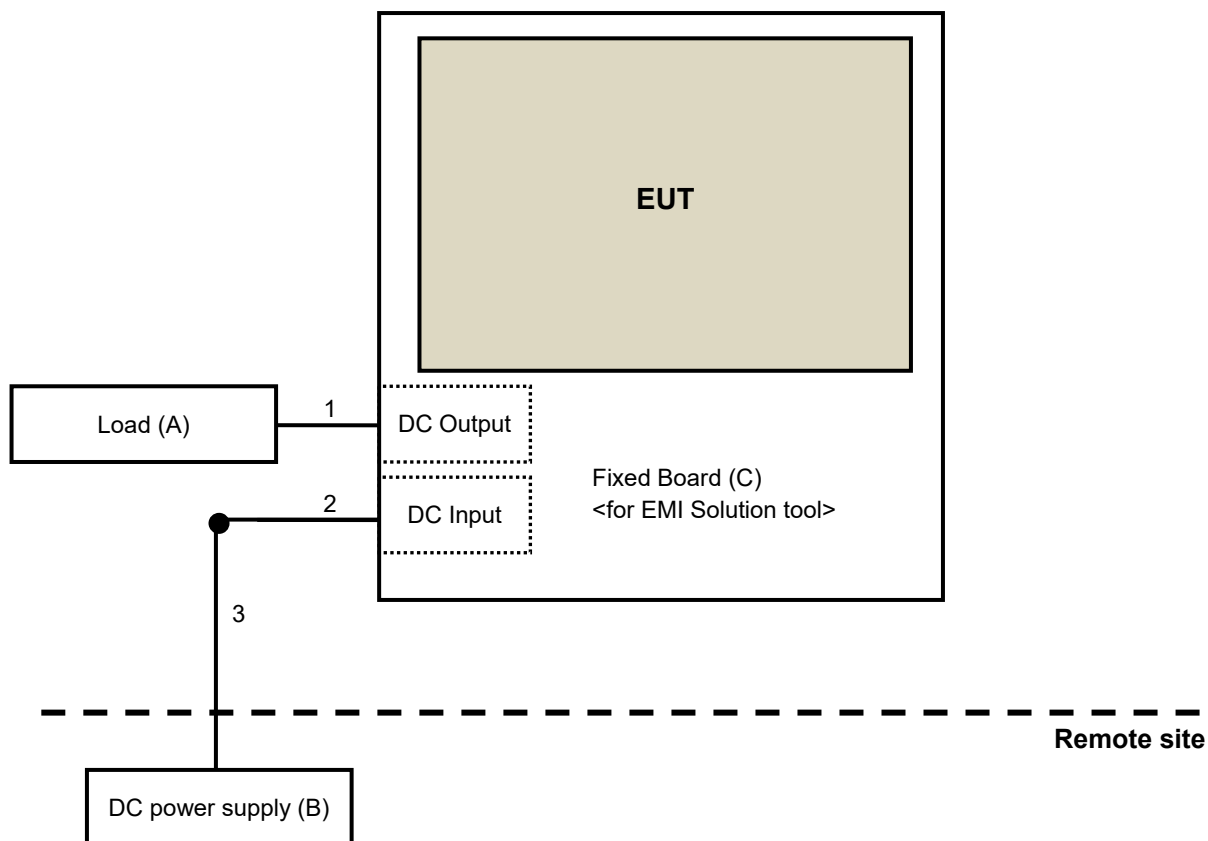 EUT
Load (A)
1
DC Output
2
DC Input
Fixed Board (C)
<for EMI Solution tool>
3
Remote site
DC power supply (B)